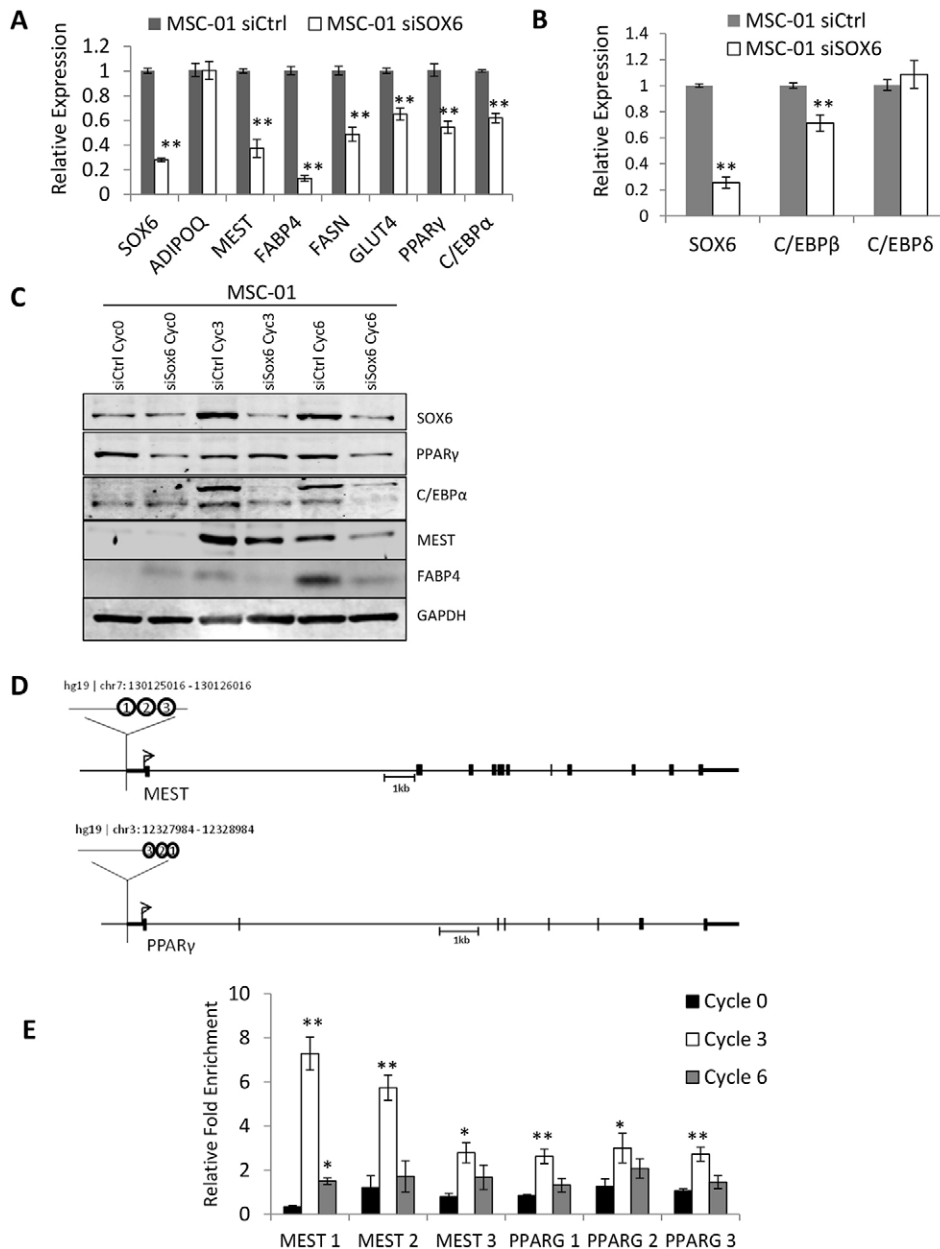 A
MSC-01 siCtrl
MSC-01 siSOX6
Relative Expression
1.2
1
0.8
0.6
0.4
0.2
0
**
**
**
**
**
**
**
SOX6
ADIPOQ
MEST
FABP4
FASN
GLUT4
PPARγ
C/EBPα
B
MSC-01 siCtrl
MSC-01 siSOX6
Relative Expression
1.4
1.2
1
0.8
0.6
0.4
0.2
0
**
**
SOX6
C/EBPβ
C/EBPδ
C
MSC-01
siCtrl Cyc0
siSox6 Cyc0
siCtrl Cyc3
siSox6 Cyc3
siCtrl Cyc6
siSox6 Cyc6
SOX6
PPARγ
C/EBPα
MEST
FABP4
GAPDH
D
hg19 | chr7: 130125016 - 130126016
1 2 3
1kb
MEST
hg19 | chr3: 12327984 - 12328984
3 2 1
1kb
PPARγ
E
Relative Fold Enrichment
10
8
6
4
2
0
**
*
**
*
**
*
**
Cycle 0
Cycle 3
Cycle 6
MEST 1
MEST 2
MEST 3
PPARG 1
PPARG 2
PPARG 3